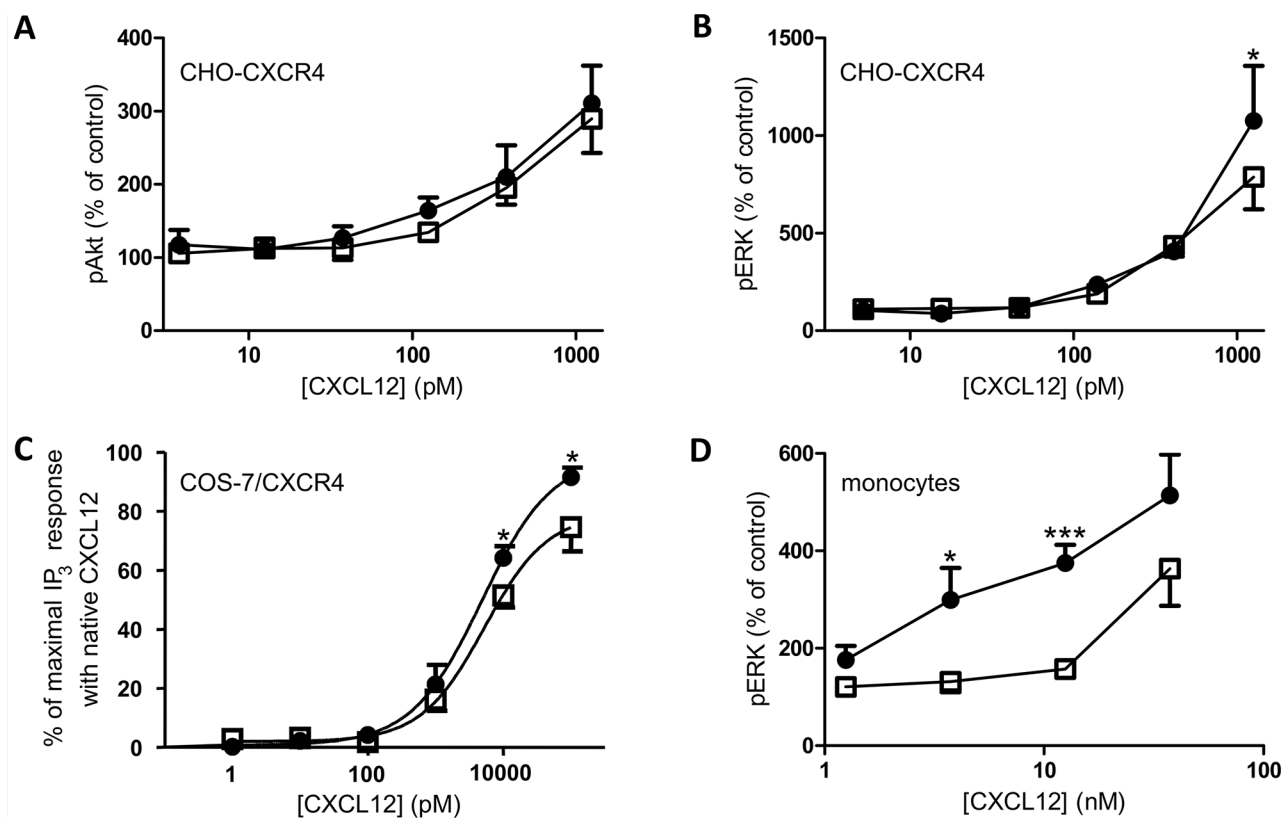 A
CHO-CXCR4
pAkt (% of control)
400
300
200
100
0
10
100
1000
[CXCL12] (pM)
B
CHO-CXCR4
*
pERK (% of control)
1500
1000
500
0
10
100
1000
[CXCL12] (pM)
C
COS-7/CXCR4
*
*
% of maximal IP3 response
with native CXCL12
100
80
60
40
20
0
1
100
10000
[CXCL12] (pM)
D
monocytes
*
***
pERK (% of control)
600
400
200
0
1
10
100
[CXCL12] (nM)